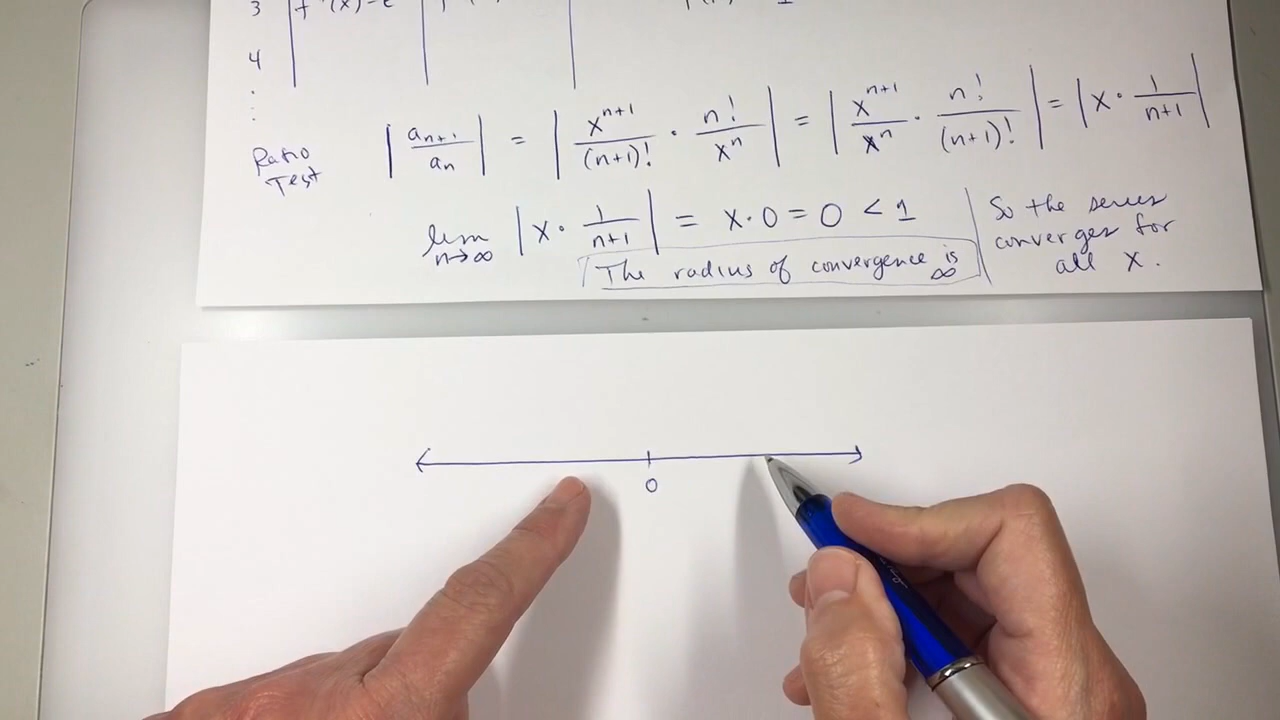 3
4
Ratio Test | a_{n+1} / a_n | = | x^{n+1} / (n+1)! · n! / x^n | = | x^{n+1} / x^n · n! / (n+1)! | = | x · 1 / n+1 |
lim n→∞ | x · 1 / n+1 | = x·0 = 0 < 1
The radius of convergence is ∞
So the series
converges for
all x.
0